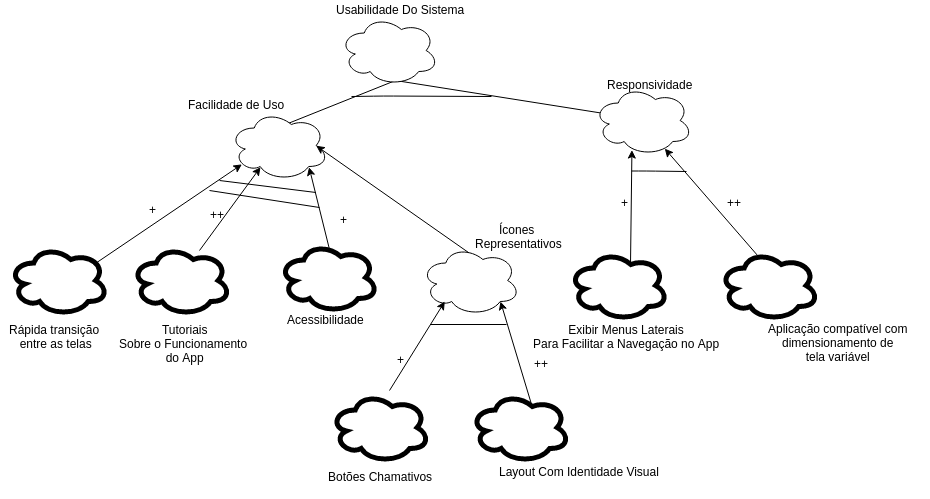 Usabilidade Do Sistema
Responsividade
Facilidade de Uso
+
++
+
+
++
Ícones
Representativos
Rápida transição
entre as telas
Tutoriais
Sobre o Funcionamento
do App
Acessibilidade
Exibir Menus Laterais
Para Facilitar a Navegação no App
Aplicação compatível com
dimensionamento de
tela variável
+
++
Botões Chamativos
Layout Com Identidade Visual